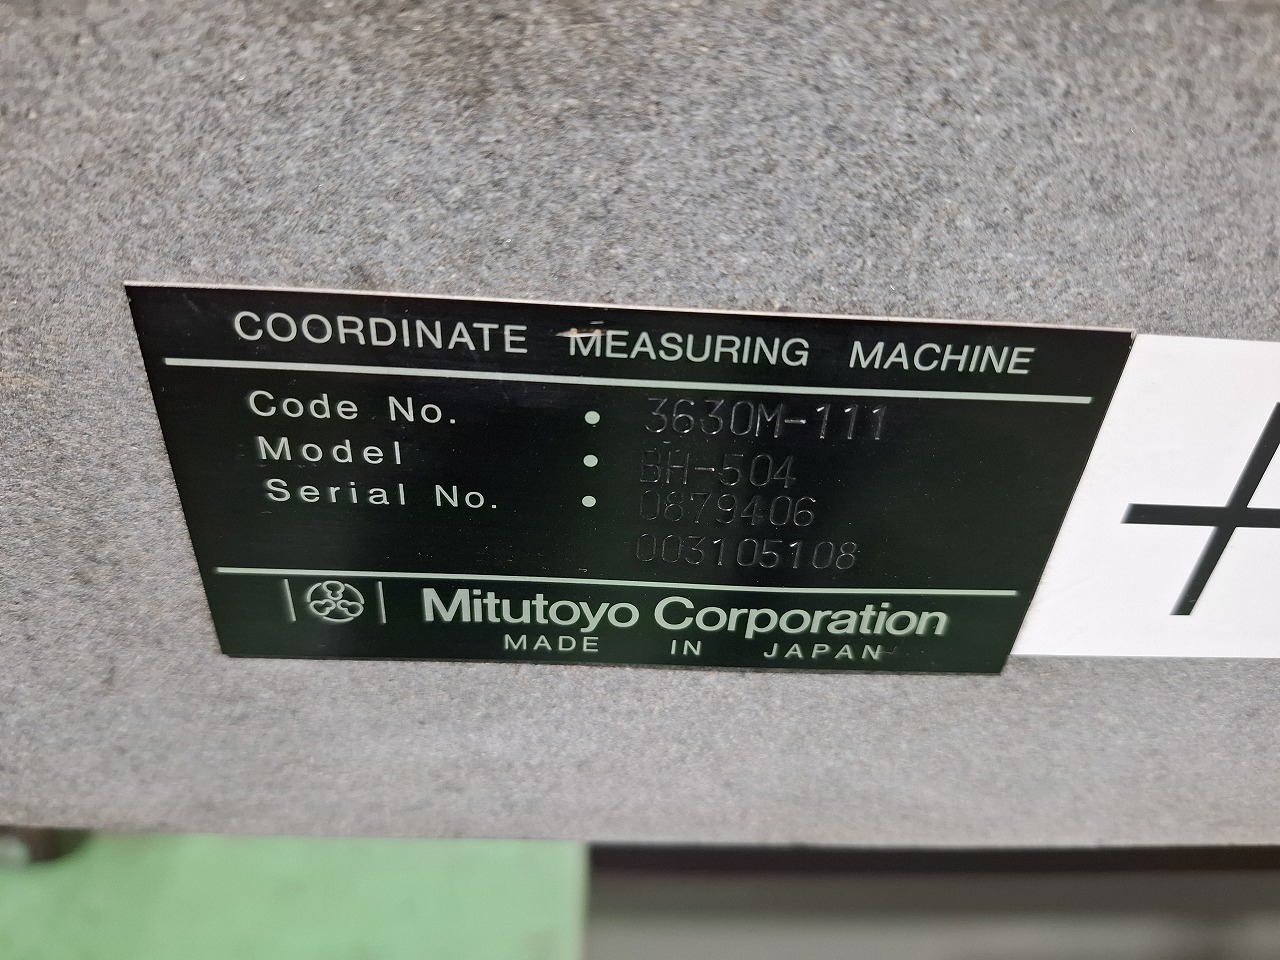 COORDINATE MEASURING MACHINE
Code No. • 3630M-111
Model • BH-504
Serial No. • 0879406
003105108
Mitutoyo Corporation
MADE IN JAPAN